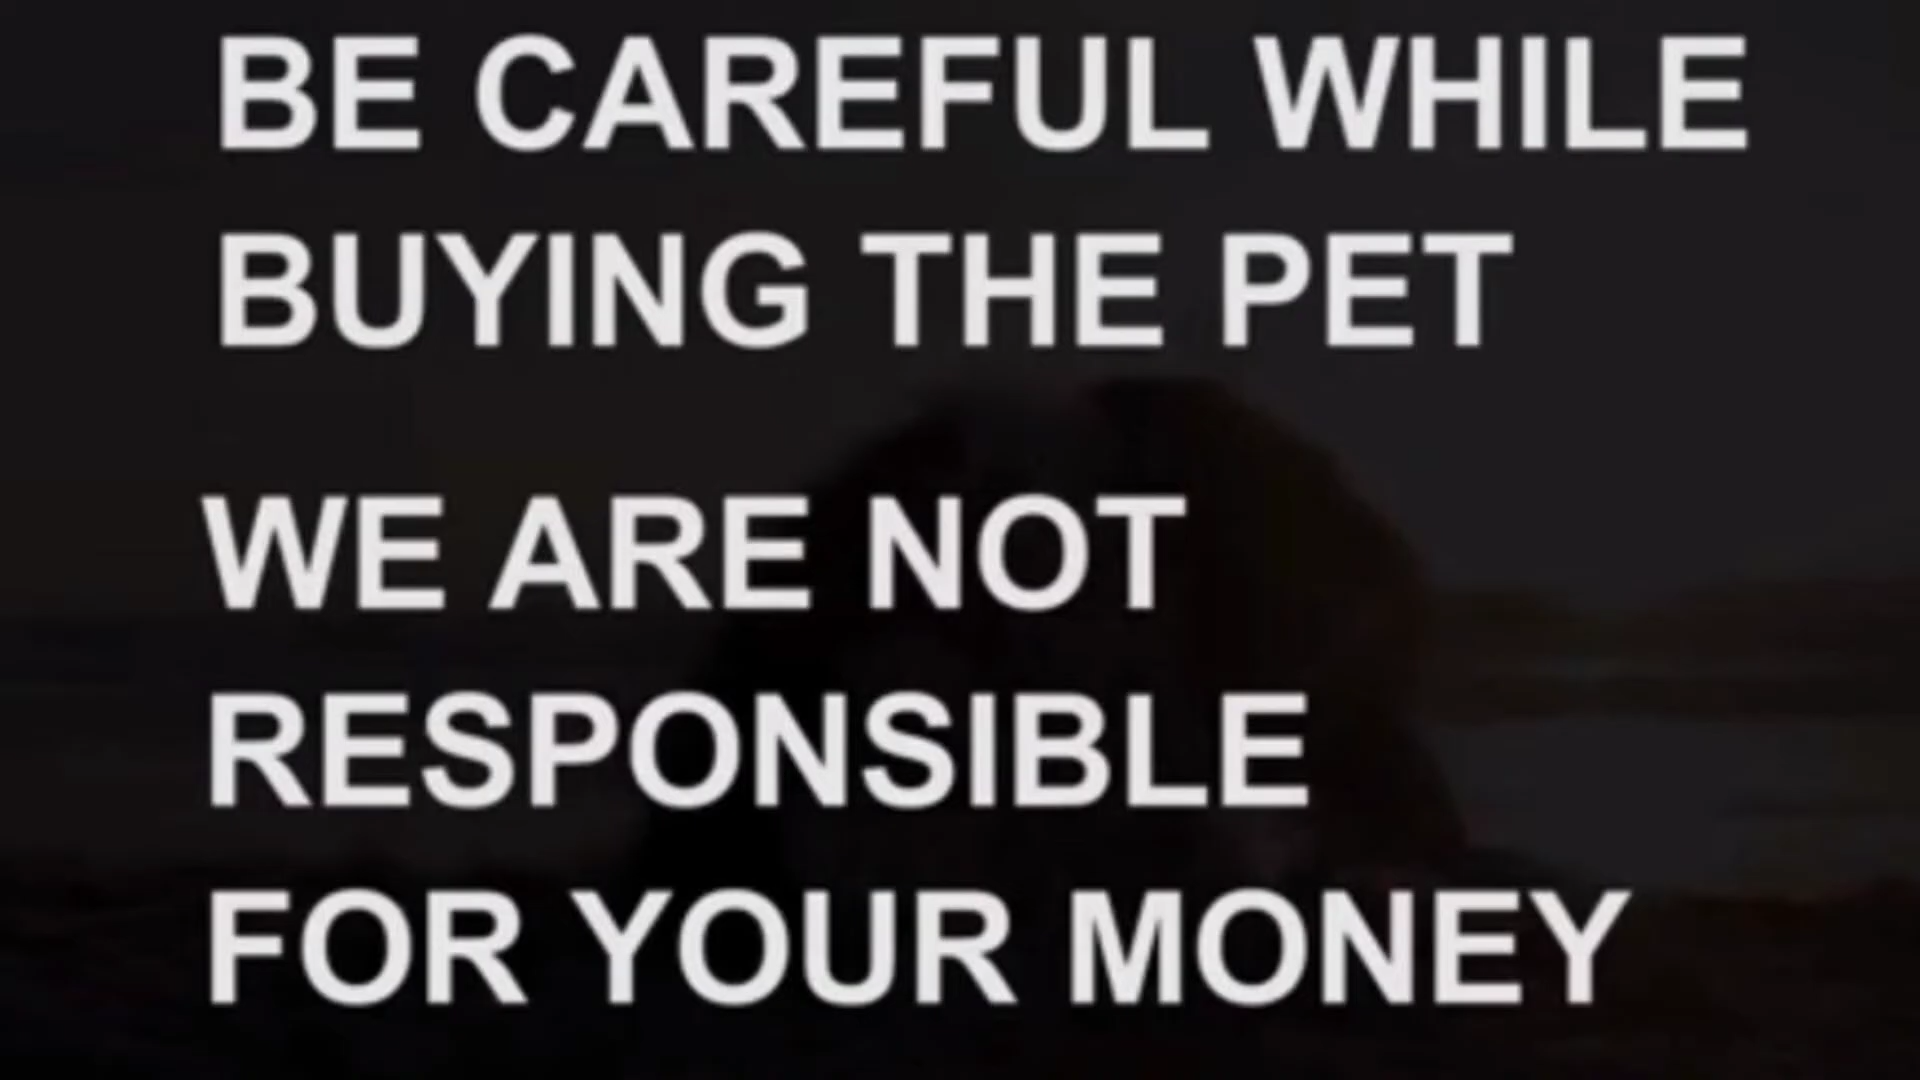 BE CAREFUL WHILE
BUYING THE PET
WE ARE NOT
RESPONSIBLE
FOR YOUR MONEY